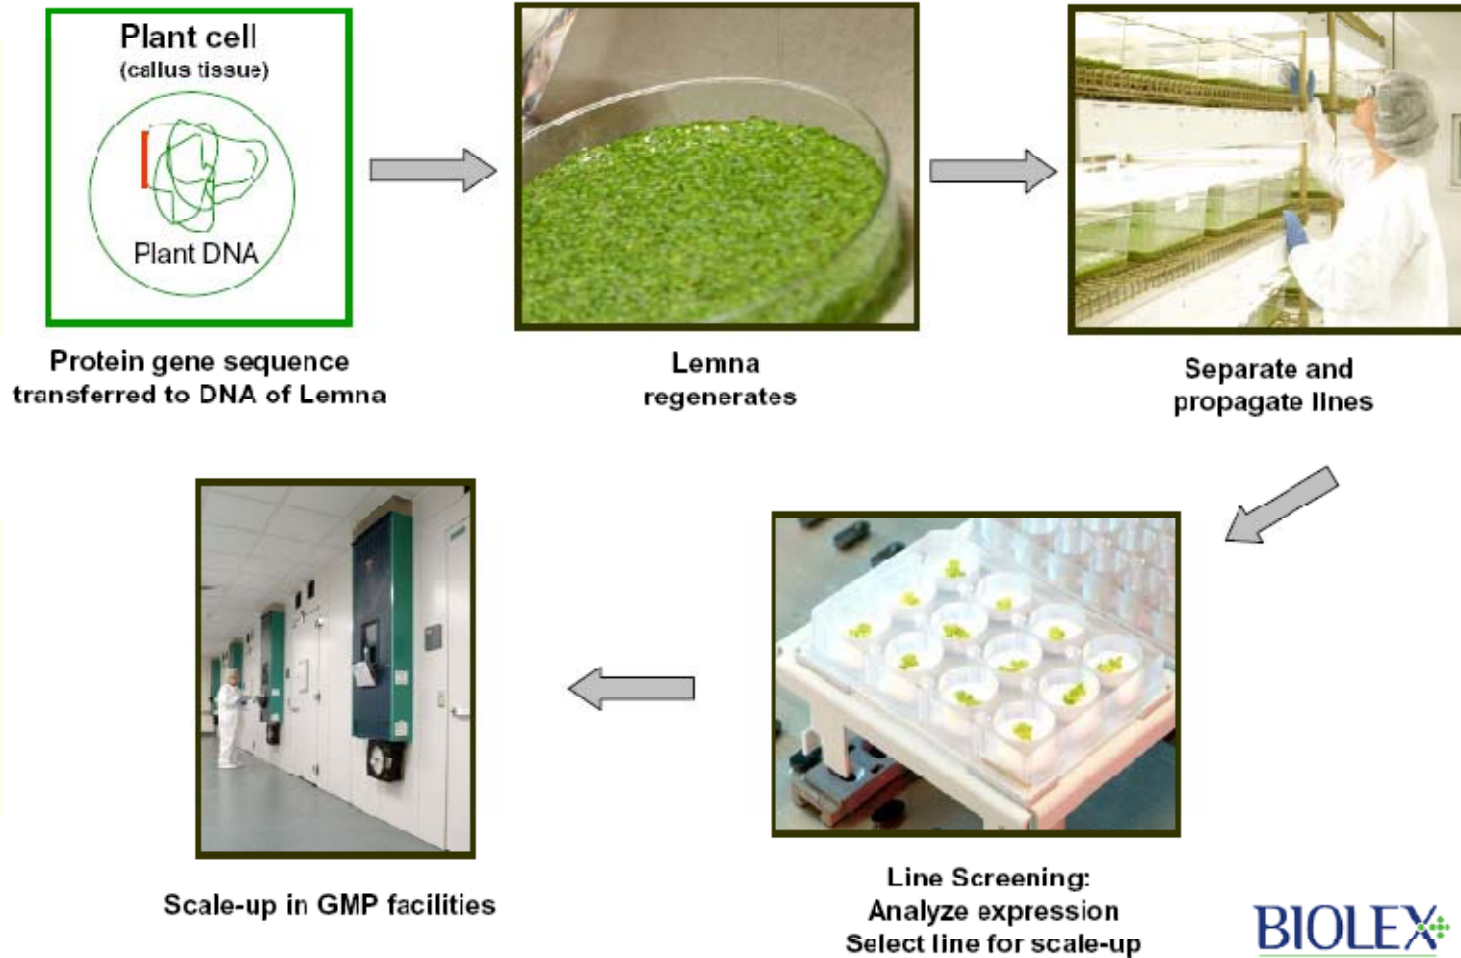 Plant cell
(callus tissue)
Plant DNA
Protein gene sequence
transferred to DNA of Lemna
Lemna
regenerates
Separate and
propagate lines
Line Screening:
Analyze expression
Select line for scale-up
Scale-up in GMP facilities
BIOLEX